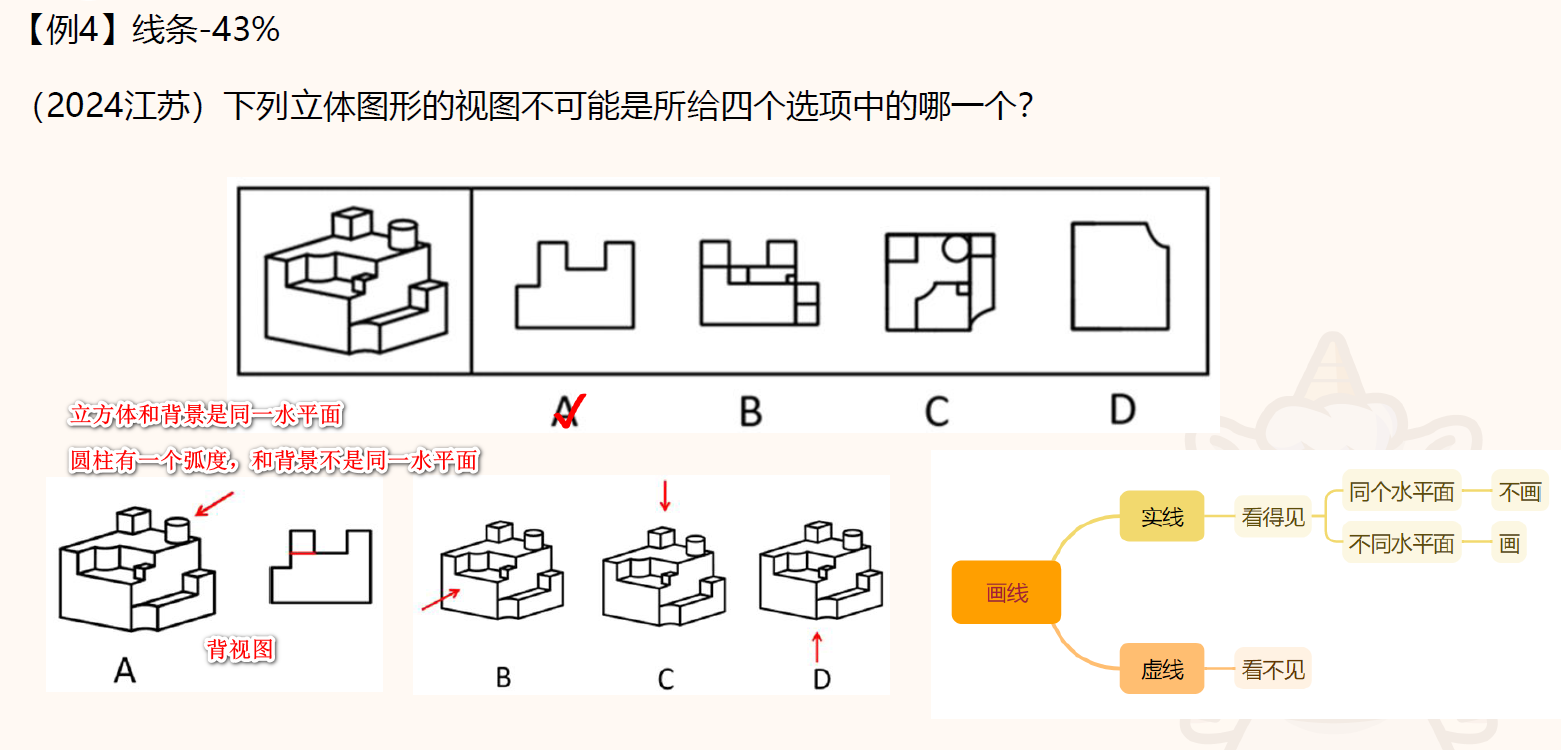 【例4】线条-43%
（2024江苏）下列立体图形的视图不可能是所给四个选项中的哪一个？
A B C D
立方体和背景是同一水平面
圆柱有一个弧度，和背景不是同一水平面
背视图
A
B C D
画线
实线 看得见 同个水平面 不画
不同水平面 画
虚线 看不见